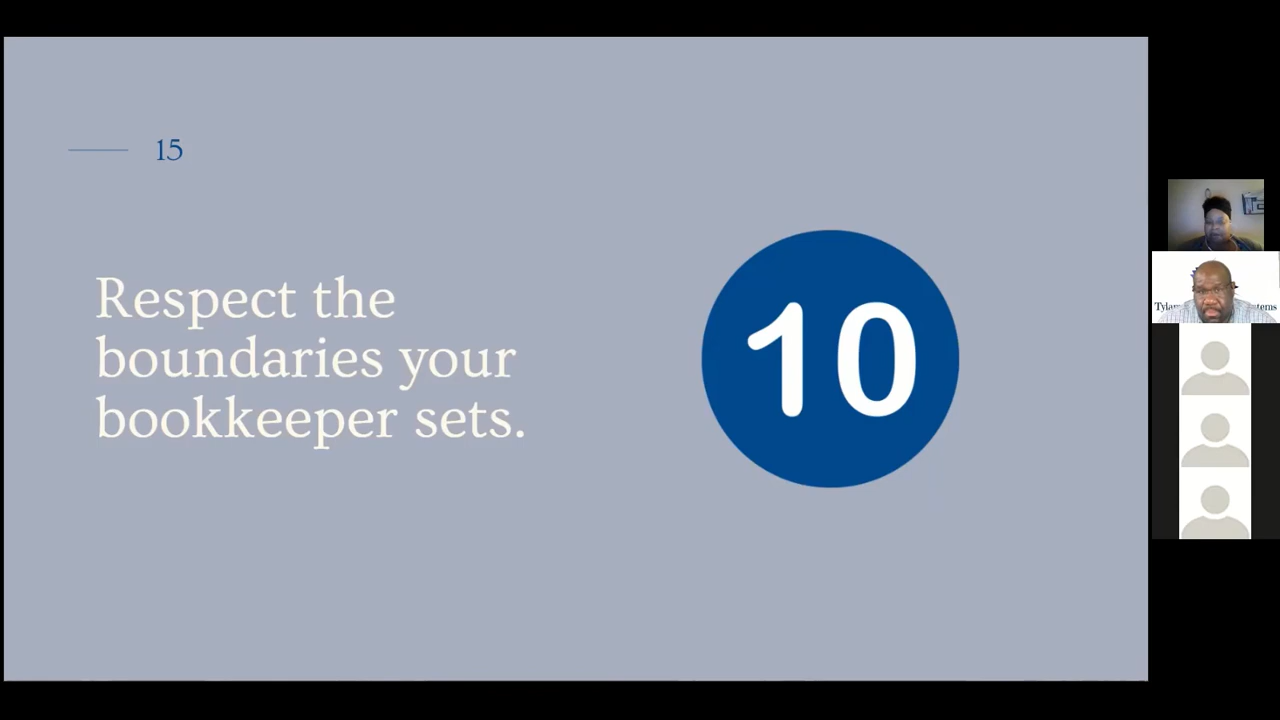 15
Respect the
boundaries your
bookkeeper sets.
10